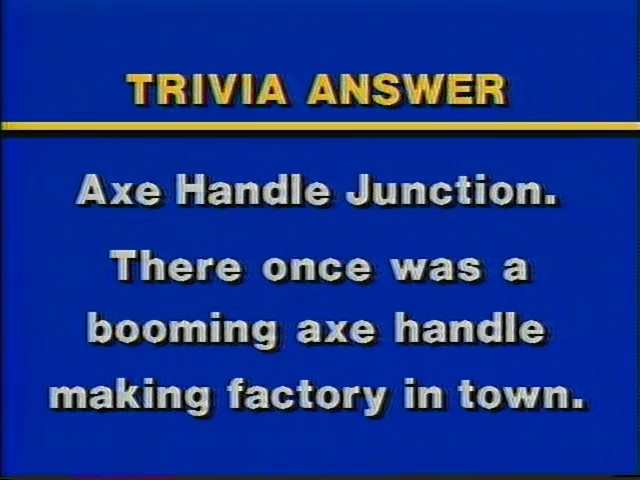 TRIVIA ANSWER
Axe Handle Junction.
There once was a
booming axe handle
making factory in town.